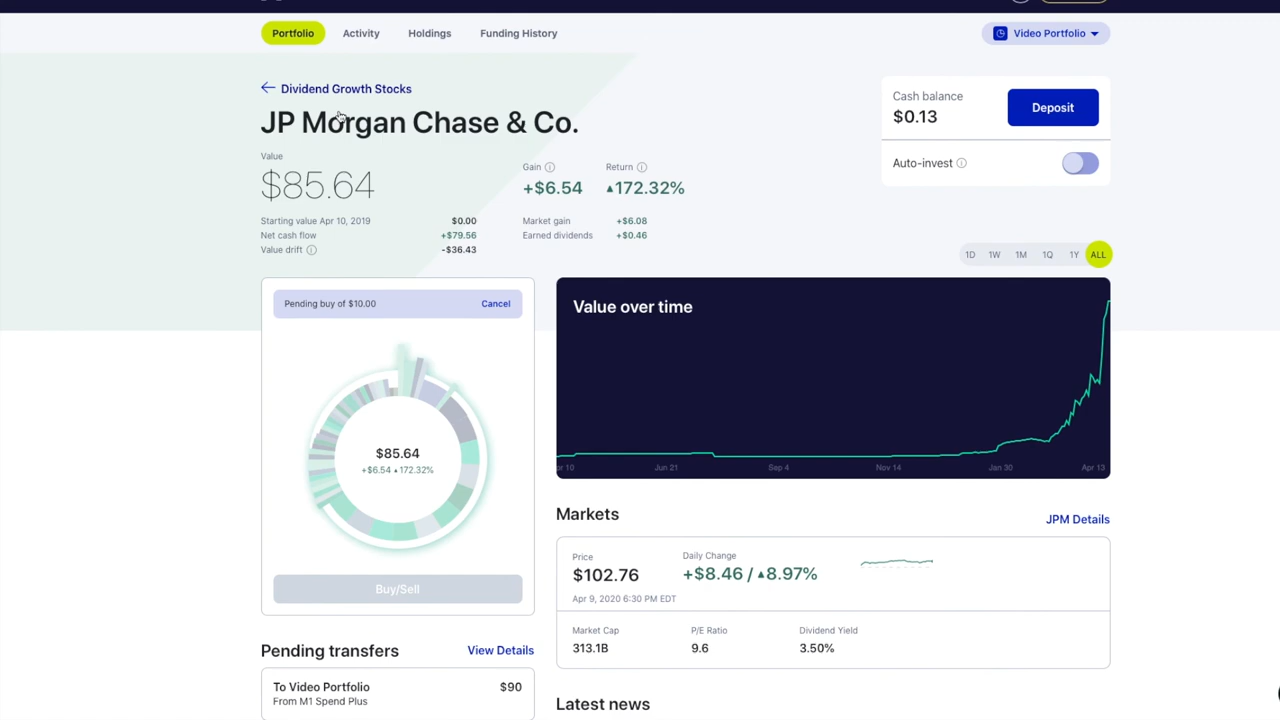 Portfolio
Activity
Holdings
Funding History
Video Portfolio
Dividend Growth Stocks
JP Morgan Chase & Co.
Cash balance
$0.13
Deposit
Auto-invest
Value
$85.64
Gain
+$6.54
Return
▲172.32%
Starting value Apr 10, 2019 $0.00
Net cash flow +$79.56
Value drift -$36.43
Market gain +$6.08
Earned dividends +$0.46
1D 1W 1M 1Q 1Y ALL
Pending buy of $10.00 Cancel
$85.64
+$6.54 ▲172.32%
Buy/Sell
Value over time
pr 10 Jun 21 Sep 4 Nov 14 Jan 30 Apr 13
Markets
JPM Details
Price
$102.76
Daily Change
+$8.46 / ▲8.97%
Apr 9, 2020 6:30 PM EDT
Market Cap
313.1B
P/E Ratio
9.6
Dividend Yield
3.50%
Pending transfers
View Details
To Video Portfolio $90
From M1 Spend Plus
Latest news